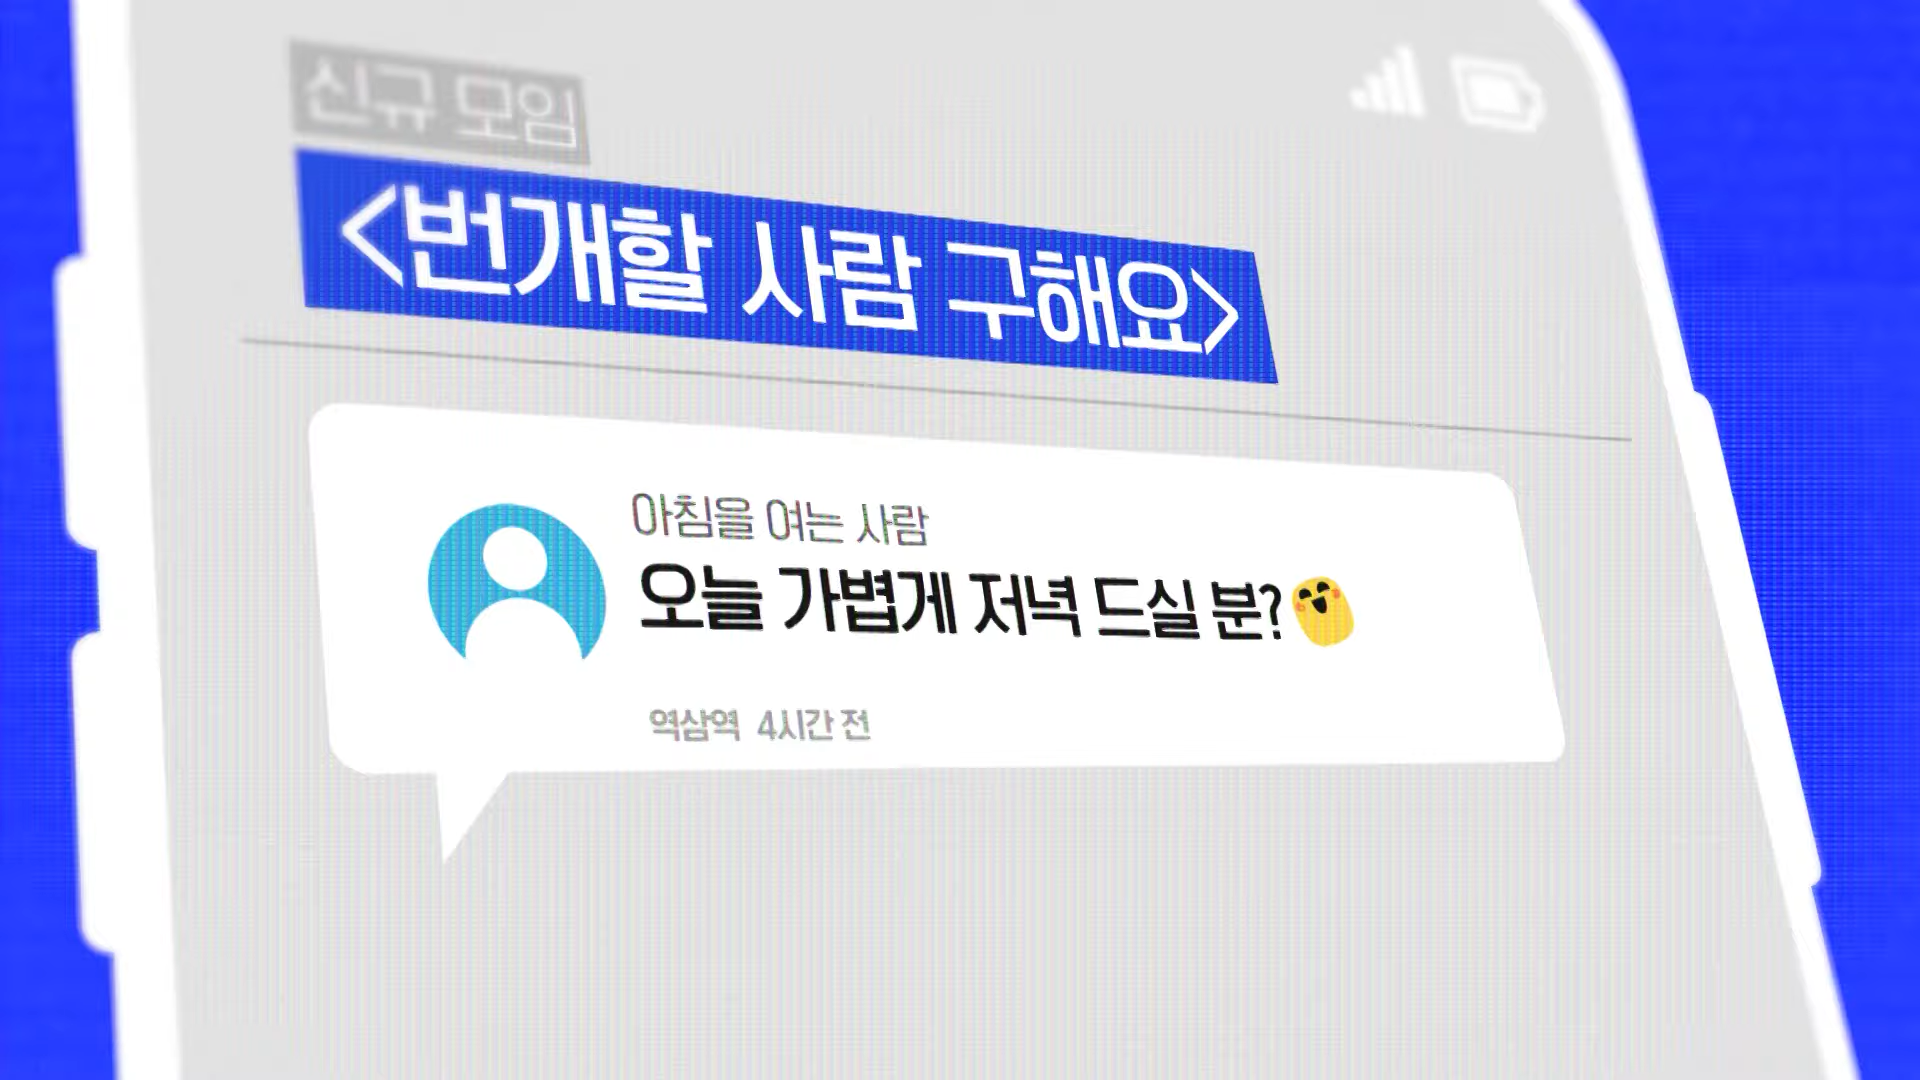 신규 모임
<번개할 사람 구해요>
아침을 여는 사람
오늘 가볍게 저녁 드실 분?
역삼역 4시간 전